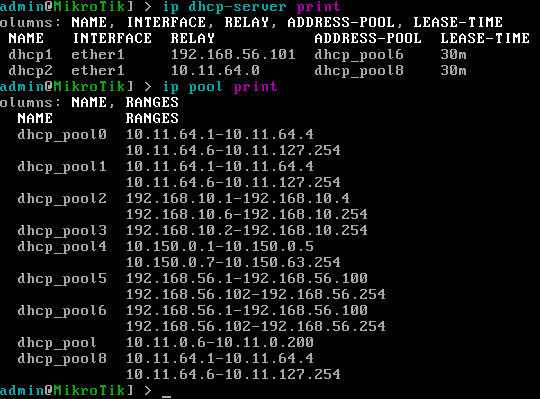 admin@MikroTik] > ip dhcp-server print
olumns: NAME, INTERFACE, RELAY, ADDRESS-POOL, LEASE-TIME
NAME INTERFACE RELAY ADDRESS-POOL LEASE-TIME
dhcp1 ether1 192.168.56.101 dhcp_pool6 30m
dhcp2 ether1 10.11.64.0 dhcp_pool8 30m
admin@MikroTik] > ip pool print
olumns: NAME, RANGES
NAME RANGES
dhcp_pool0 10.11.64.1-10.11.64.4
10.11.64.6-10.11.127.254
dhcp_pool1 10.11.64.1-10.11.64.4
10.11.64.6-10.11.127.254
dhcp_pool2 192.168.10.1-192.168.10.4
192.168.10.6-192.168.10.254
dhcp_pool3 192.168.10.2-192.168.10.254
dhcp_pool4 10.150.0.1-10.150.0.5
10.150.0.7-10.150.63.254
dhcp_pool5 192.168.56.1-192.168.56.100
192.168.56.102-192.168.56.254
dhcp_pool6 192.168.56.1-192.168.56.100
192.168.56.102-192.168.56.254
dhcp_pool 10.11.0.6-10.11.0.200
dhcp_pool8 10.11.64.1-10.11.64.4
10.11.64.6-10.11.127.254
admin@MikroTik] > _